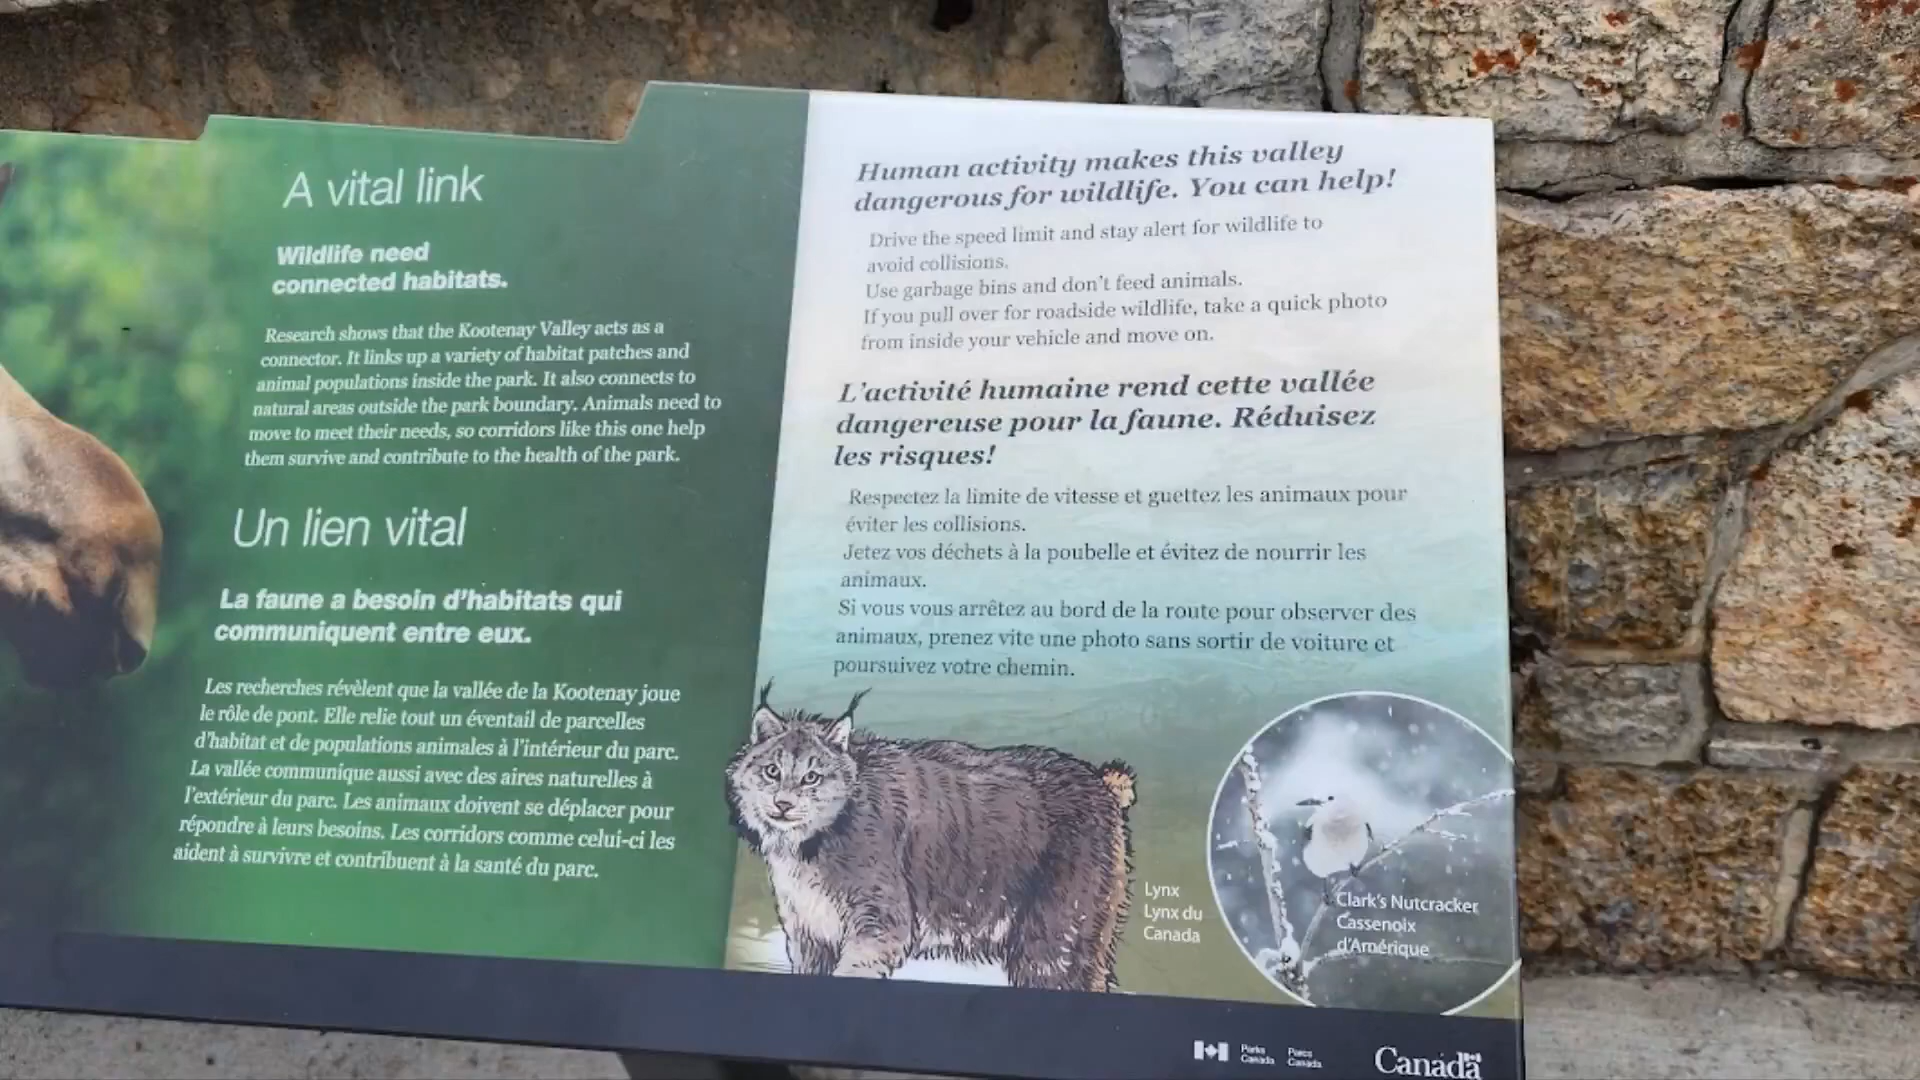 A vital link
Wildlife need
connected habitats.
Research shows that the Kootenay Valley acts as a
connector. It links up a variety of habitat patches and
animal populations inside the park. It also connects to
natural areas outside the park boundary. Animals need to
move to meet their needs, so corridors like this one help
them survive and contribute to the health of the park.
Un lien vital
La faune a besoin d'habitats qui
communiquent entre eux.
Les recherches révèlent que la vallée de la Kootenay joue
le rôle de pont. Elle relie tout un éventail de parcelles
d'habitat et de populations animales à l'intérieur du parc.
La vallée communique aussi avec des aires naturelles à
l'extérieur du parc. Les animaux doivent se déplacer pour
répondre à leurs besoins. Les corridors comme celui-ci les
aident à survivre et contribuent à la santé du parc.
Human activity makes this valley
dangerous for wildlife. You can help!
Drive the speed limit and stay alert for wildlife to
avoid collisions.
Use garbage bins and don't feed animals.
If you pull over for roadside wildlife, take a quick photo
from inside your vehicle and move on.
L'activité humaine rend cette vallée
dangereuse pour la faune. Réduisez
les risques!
Respectez la limite de vitesse et guettez les animaux pour
éviter les collisions.
Jetez vos déchets à la poubelle et évitez de nourrir les
animaux.
Si vous vous arrêtez au bord de la route pour observer des
animaux, prenez vite une photo sans sortir de voiture et
poursuivez votre chemin.
Lynx
Lynx du
Canada
Clark's Nutcracker
Cassenoix
d'Amérique
Parks
Canada
Parcs
Canada
Canada